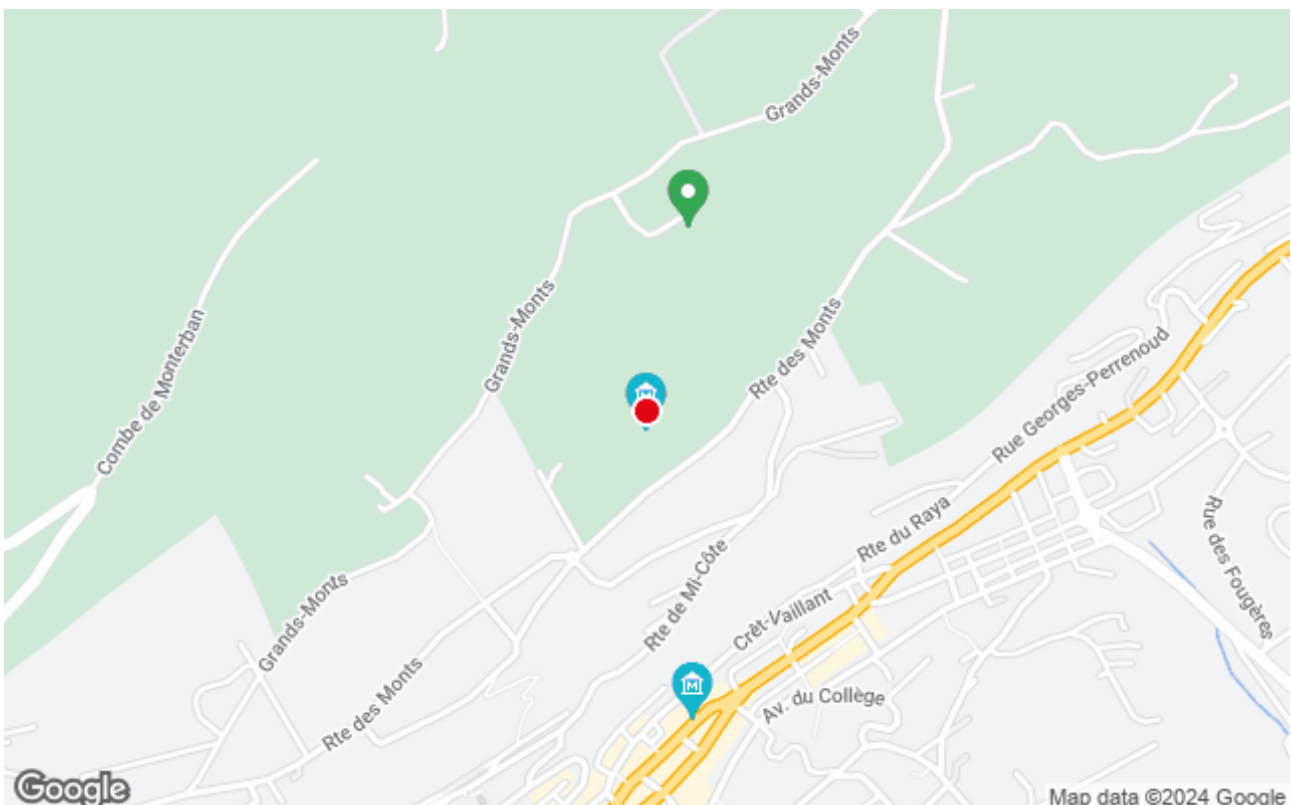 Grands-Monts
Combe de Monterban
Grands-Monts
Rte des Monts
Rue Georges-Perrenoud
Rte du Raya
Rue des Fougères
Rte de Mi-Côte
Crêt-Vaillant
Grands-Monts
Rte des Monts
Av. du Collège
M
M
Google
Map data ©2024 Google